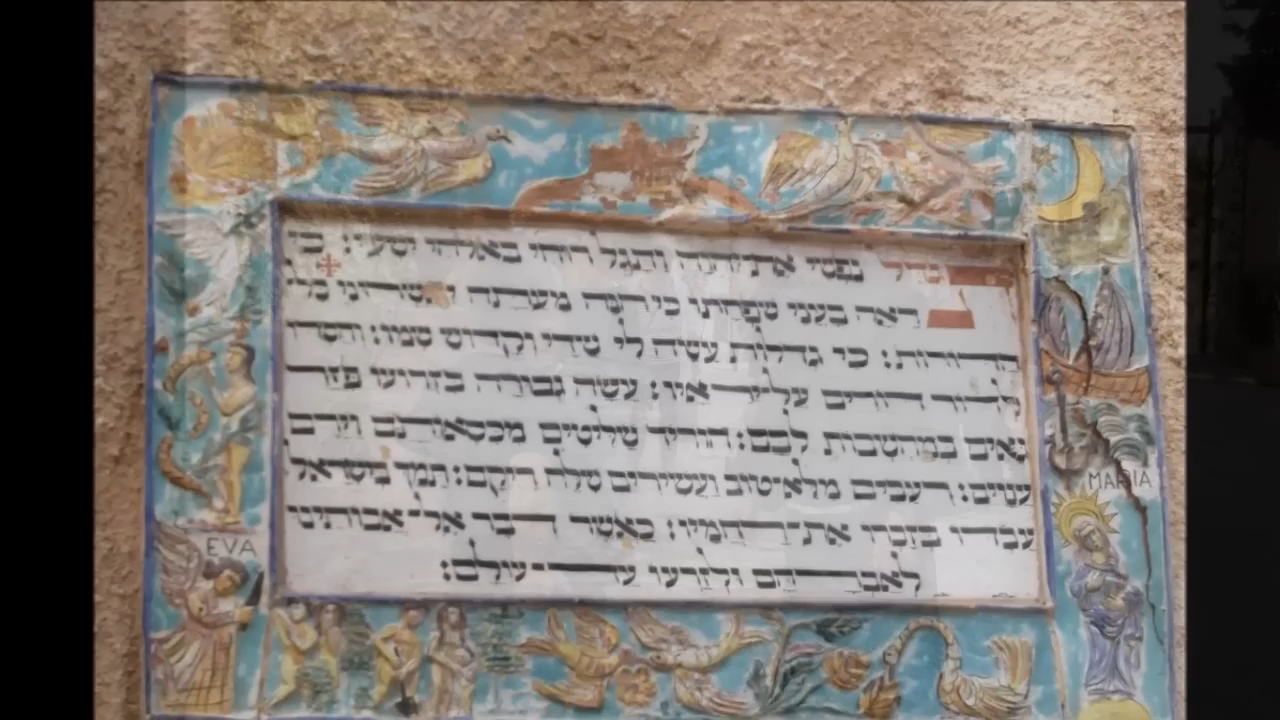 תגדל נפשי את־יהוה ותגל רוחי באלהי ישעי: כי
ראה בעני שפחתו כי־הנה מעתה תאשרוני כל־
הדורות: כי גדלות עשה לי שדי וקדוש שמו: וחסדו
לדור דורים על־יראיו: עשה גבורה בזרועו פזר
גאים במחשבות לבם: הוריד שליטים מכסאותם וירם
ענוים: רעבים מלא־טוב ועשירים שלח ריקם: תמך בישראל
עבדו בזכרו את־רחמיו: כאשר דבר אל־אבותינו
לאברהם ולזרעו עד־עולם:
MARIA
EVA